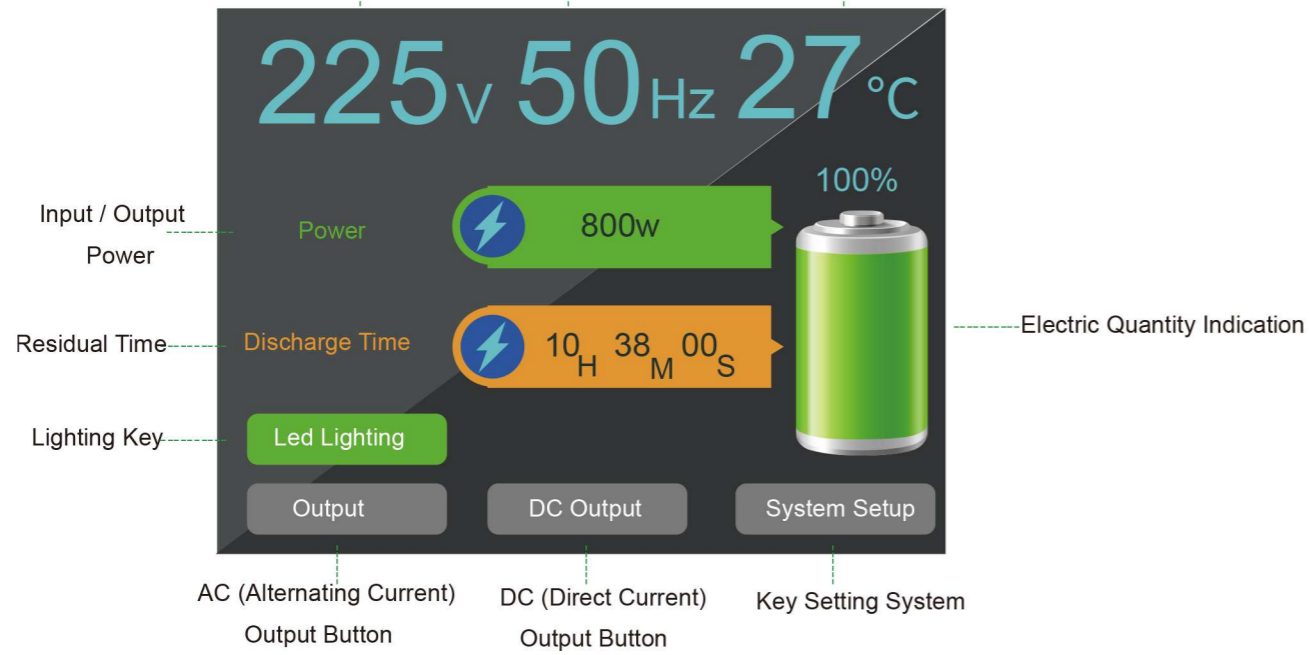 225V 50Hz 27°C
100%
Input / Output
Power
Power
800w
Residual Time
Discharge Time
10H 38M 00S
Electric Quantity Indication
Lighting Key
Led Lighting
Output
DC Output
System Setup
AC (Alternating Current)
Output Button
DC (Direct Current)
Output Button
Key Setting System